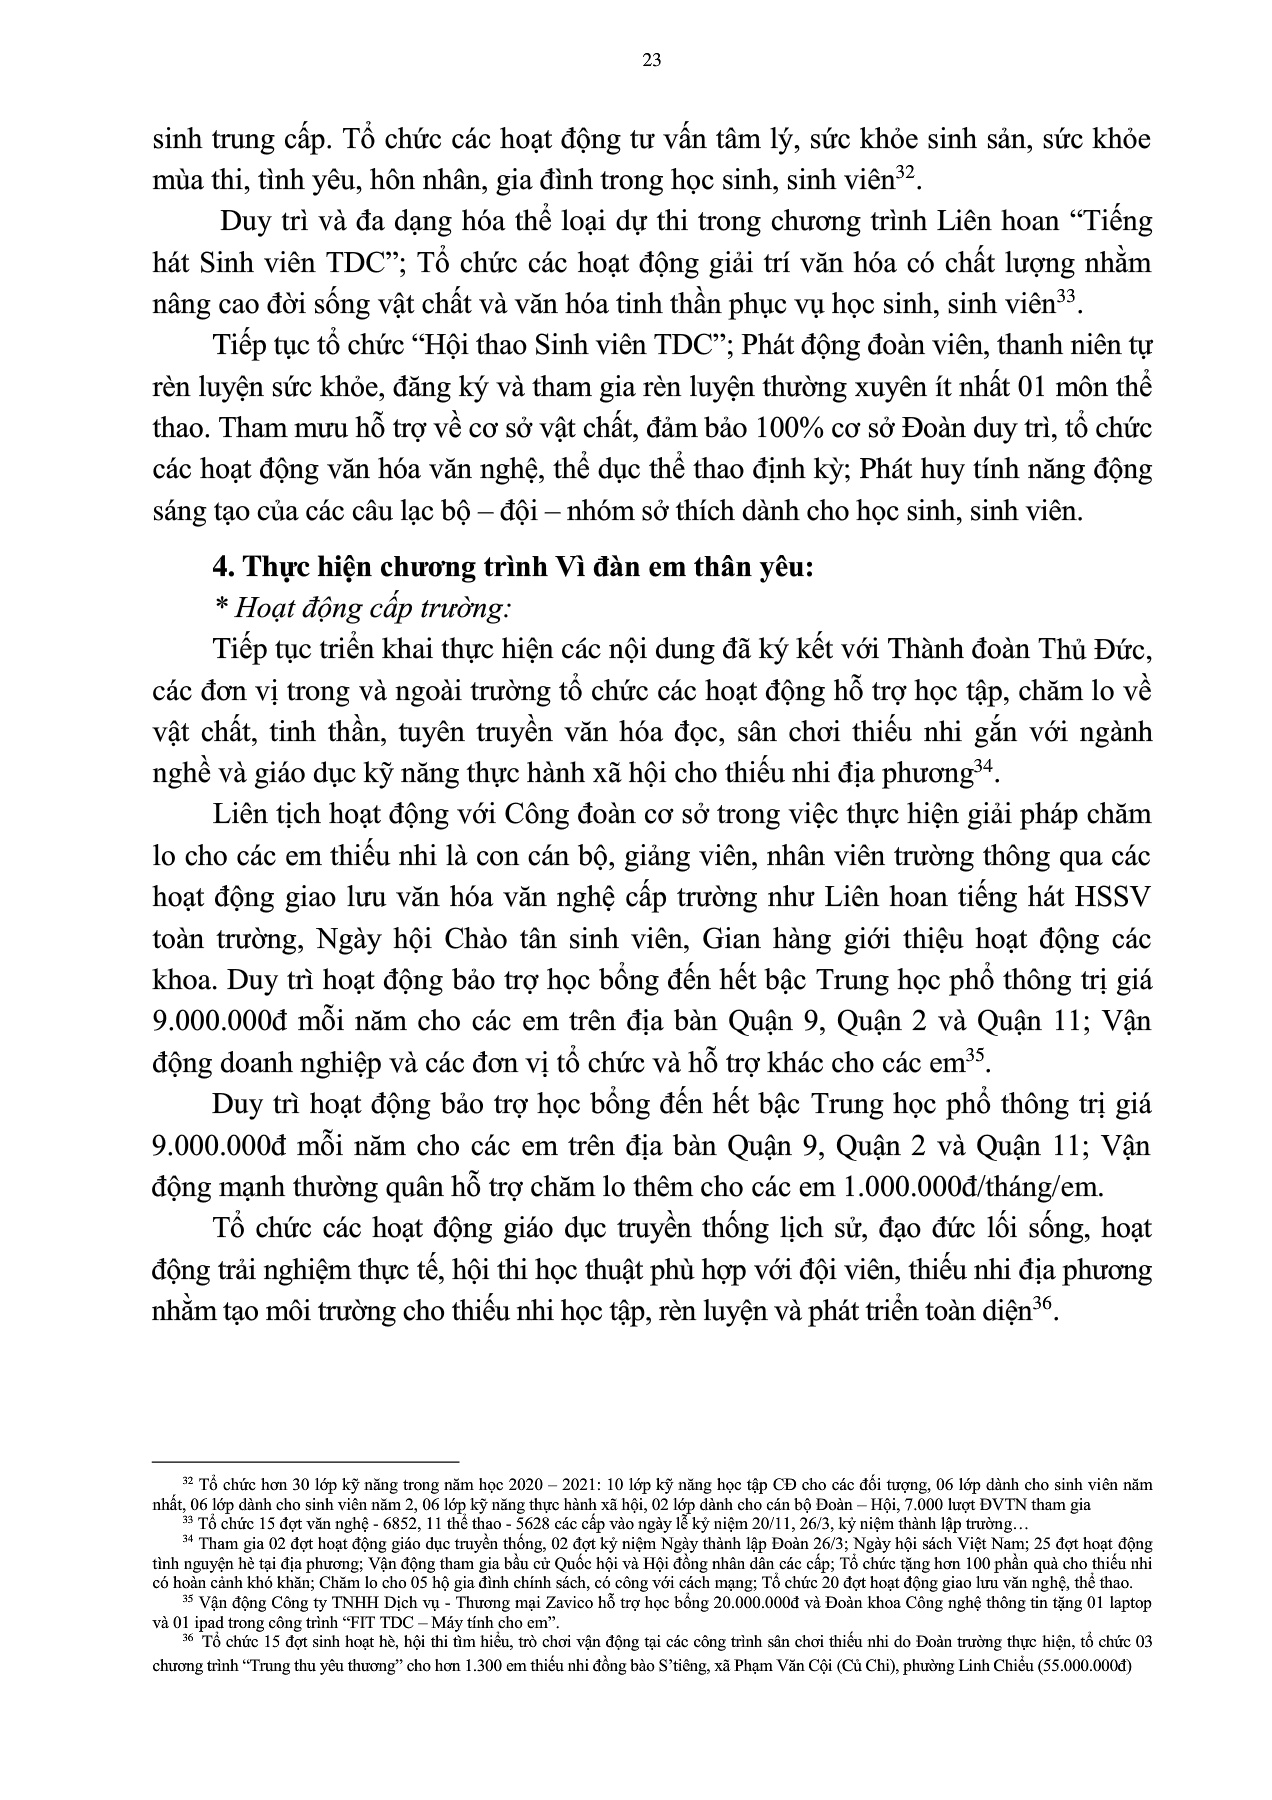 23
sinh trung cấp. Tổ chức các hoạt động tư vấn tâm lý, sức khỏe sinh sản, sức khỏe
mùa thi, tình yêu, hôn nhân, gia đình trong học sinh, sinh viên³².
Duy trì và đa dạng hóa thể loại dự thi trong chương trình Liên hoan “Tiếng
hát Sinh viên TDC”; Tổ chức các hoạt động giải trí văn hóa có chất lượng nhằm
nâng cao đời sống vật chất và văn hóa tinh thần phục vụ học sinh, sinh viên³³.
Tiếp tục tổ chức “Hội thao Sinh viên TDC”; Phát động đoàn viên, thanh niên tự
rèn luyện sức khỏe, đăng ký và tham gia rèn luyện thường xuyên ít nhất 01 môn thể
thao. Tham mưu hỗ trợ về cơ sở vật chất, đảm bảo 100% cơ sở Đoàn duy trì, tổ chức
các hoạt động văn hóa văn nghệ, thể dục thể thao định kỳ; Phát huy tính năng động
sáng tạo của các câu lạc bộ – đội – nhóm sở thích dành cho học sinh, sinh viên.
4. Thực hiện chương trình Vì đàn em thân yêu:
* Hoạt động cấp trường:
Tiếp tục triển khai thực hiện các nội dung đã ký kết với Thành đoàn Thủ Đức,
các đơn vị trong và ngoài trường tổ chức các hoạt động hỗ trợ học tập, chăm lo về
vật chất, tinh thần, tuyên truyền văn hóa đọc, sân chơi thiếu nhi gắn với ngành
nghề và giáo dục kỹ năng thực hành xã hội cho thiếu nhi địa phương³⁴.
Liên tịch hoạt động với Công đoàn cơ sở trong việc thực hiện giải pháp chăm
lo cho các em thiếu nhi là con cán bộ, giảng viên, nhân viên trường thông qua các
hoạt động giao lưu văn hóa văn nghệ cấp trường như Liên hoan tiếng hát HSSV
toàn trường, Ngày hội Chào tân sinh viên, Gian hàng giới thiệu hoạt động các
khoa. Duy trì hoạt động bảo trợ học bổng đến hết bậc Trung học phổ thông trị giá
9.000.000đ mỗi năm cho các em trên địa bàn Quận 9, Quận 2 và Quận 11; Vận
động doanh nghiệp và các đơn vị tổ chức và hỗ trợ khác cho các em³⁵.
Duy trì hoạt động bảo trợ học bổng đến hết bậc Trung học phổ thông trị giá
9.000.000đ mỗi năm cho các em trên địa bàn Quận 9, Quận 2 và Quận 11; Vận
động mạnh thường quân hỗ trợ chăm lo thêm cho các em 1.000.000đ/tháng/em.
Tổ chức các hoạt động giáo dục truyền thống lịch sử, đạo đức lối sống, hoạt
động trải nghiệm thực tế, hội thi học thuật phù hợp với đội viên, thiếu nhi địa phương
nhằm tạo môi trường cho thiếu nhi học tập, rèn luyện và phát triển toàn diện³⁶.
³² Tổ chức hơn 30 lớp kỹ năng trong năm học 2020 – 2021: 10 lớp kỹ năng học tập CĐ cho các đối tượng, 06 lớp dành cho sinh viên năm
nhất, 06 lớp dành cho sinh viên năm 2, 06 lớp kỹ năng thực hành xã hội, 02 lớp dành cho cán bộ Đoàn – Hội, 7.000 lượt ĐVTN tham gia
³³ Tổ chức 15 đợt văn nghệ - 6852, 11 thể thao - 5628 các cấp vào ngày lễ kỷ niệm 20/11, 26/3, kỷ niệm thành lập trường…
³⁴ Tham gia 02 đợt hoạt động giáo dục truyền thống, 02 đợt kỷ niệm Ngày thành lập Đoàn 26/3; Ngày hội sách Việt Nam; 25 đợt hoạt động
tình nguyện hè tại địa phương; Vận động tham gia bầu cử Quốc hội và Hội đồng nhân dân các cấp; Tổ chức tặng hơn 100 phần quà cho thiếu nhi
có hoàn cảnh khó khăn; Chăm lo cho 05 hộ gia đình chính sách, có công với cách mạng; Tổ chức 20 đợt hoạt động giao lưu văn nghệ, thể thao.
³⁵ Vận động Công ty TNHH Dịch vụ - Thương mại Zavico hỗ trợ học bổng 20.000.000đ và Đoàn khoa Công nghệ thông tin tặng 01 laptop
và 01 ipad trong công trình “FIT TDC – Máy tính cho em”.
³⁶ Tổ chức 15 đợt sinh hoạt hè, hội thi tìm hiểu, trò chơi vận động tại các công trình sân chơi thiếu nhi do Đoàn trường thực hiện, tổ chức 03
chương trình “Trung thu yêu thương” cho hơn 1.300 em thiếu nhi đồng bào S’tiêng, xã Phạm Văn Cội (Củ Chi), phường Linh Chiểu (55.000.000đ)